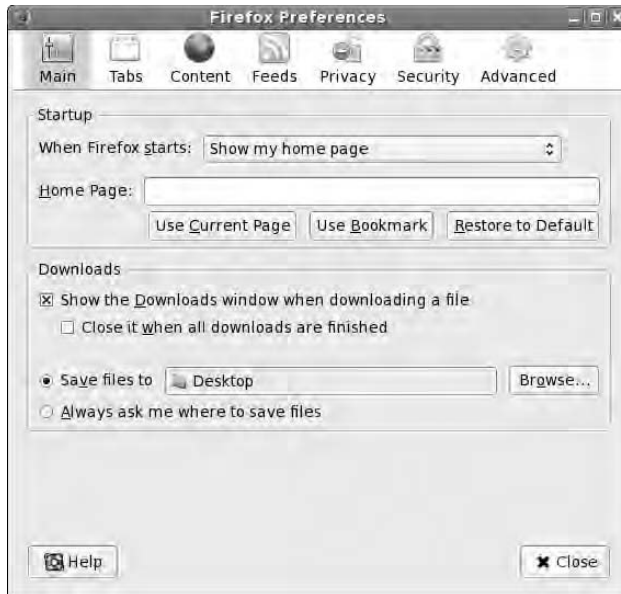 Firefox Preferences
Main Tabs Content Feeds Privacy Security Advanced
Startup
When Firefox starts: Show my home page
Home Page:
Use Current Page Use Bookmark Restore to Default
Downloads
Show the Downloads window when downloading a file
Close it when all downloads are finished
Save files to Desktop Browse...
Always ask me where to save files
Help Close